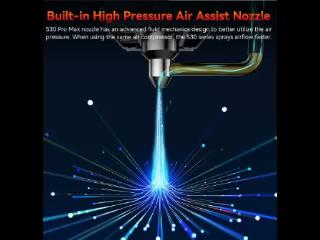 Built-in High Pressure Air Assist Nozzle
S30 Pro Max nozzle has an advanced fluid mechanics design to better utilize the air
pressure. When using the same air compressor, the S30 series sprays airflow faster.